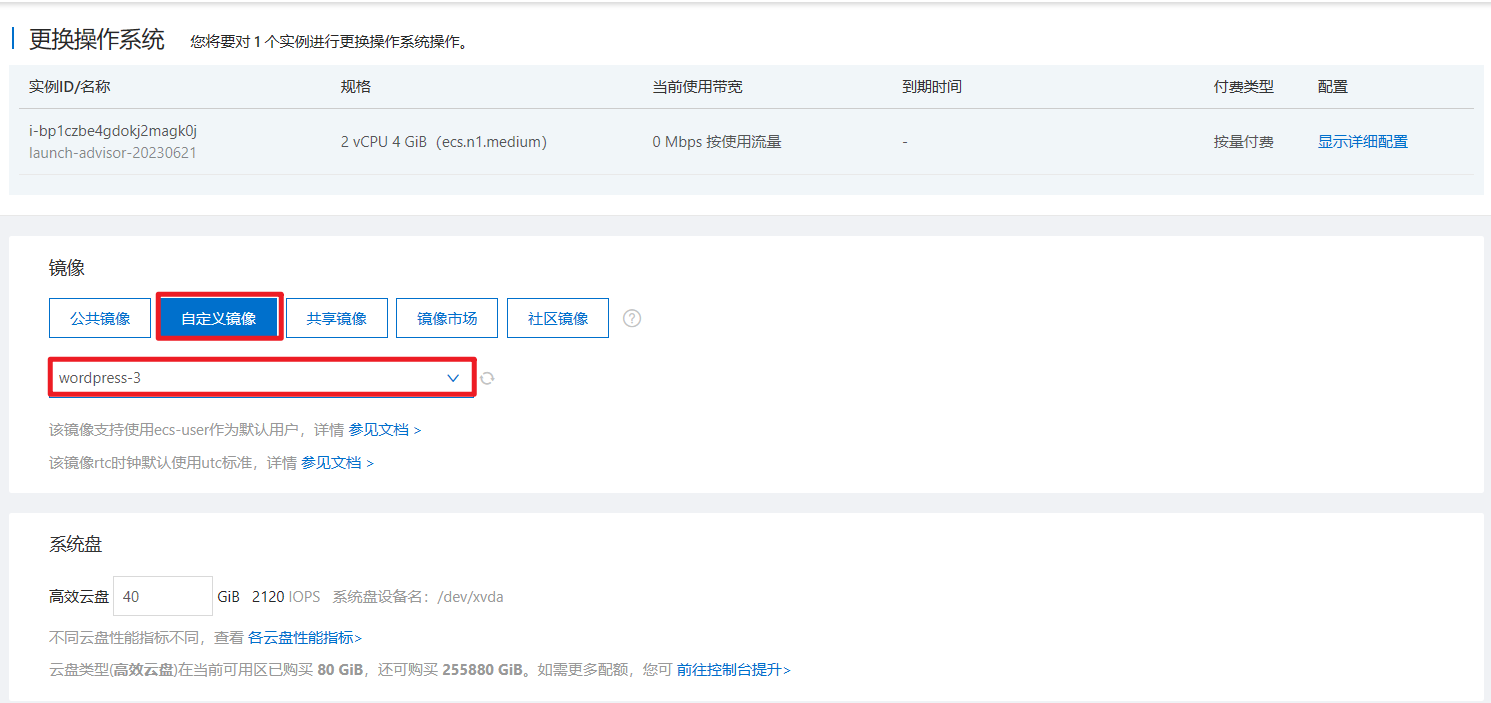 更换操作系统 您将要对 1 个实例进行更换操作系统操作。
实例ID/名称 规格 当前使用带宽 到期时间 付费类型 配置
i-bp1czbe4gdokj2magk0j
launch-advisor-20230621
2 vCPU 4 GiB（ecs.n1.medium） 0 Mbps 按使用流量 - 按量付费 显示详细配置
镜像
公共镜像 自定义镜像 共享镜像 镜像市场 社区镜像 ?
wordpress-3
该镜像支持使用ecs-user作为默认用户，详情 参见文档 >
该镜像rtc时钟默认使用utc标准，详情 参见文档 >
系统盘
高效云盘 40 GiB 2120 IOPS 系统盘设备名：/dev/xvda
不同云盘性能指标不同，查看 各云盘性能指标>
云盘类型(高效云盘)在当前可用区已购买 80 GiB，还可购买 255880 GiB。如需更多配额，您可 前往控制台提升>